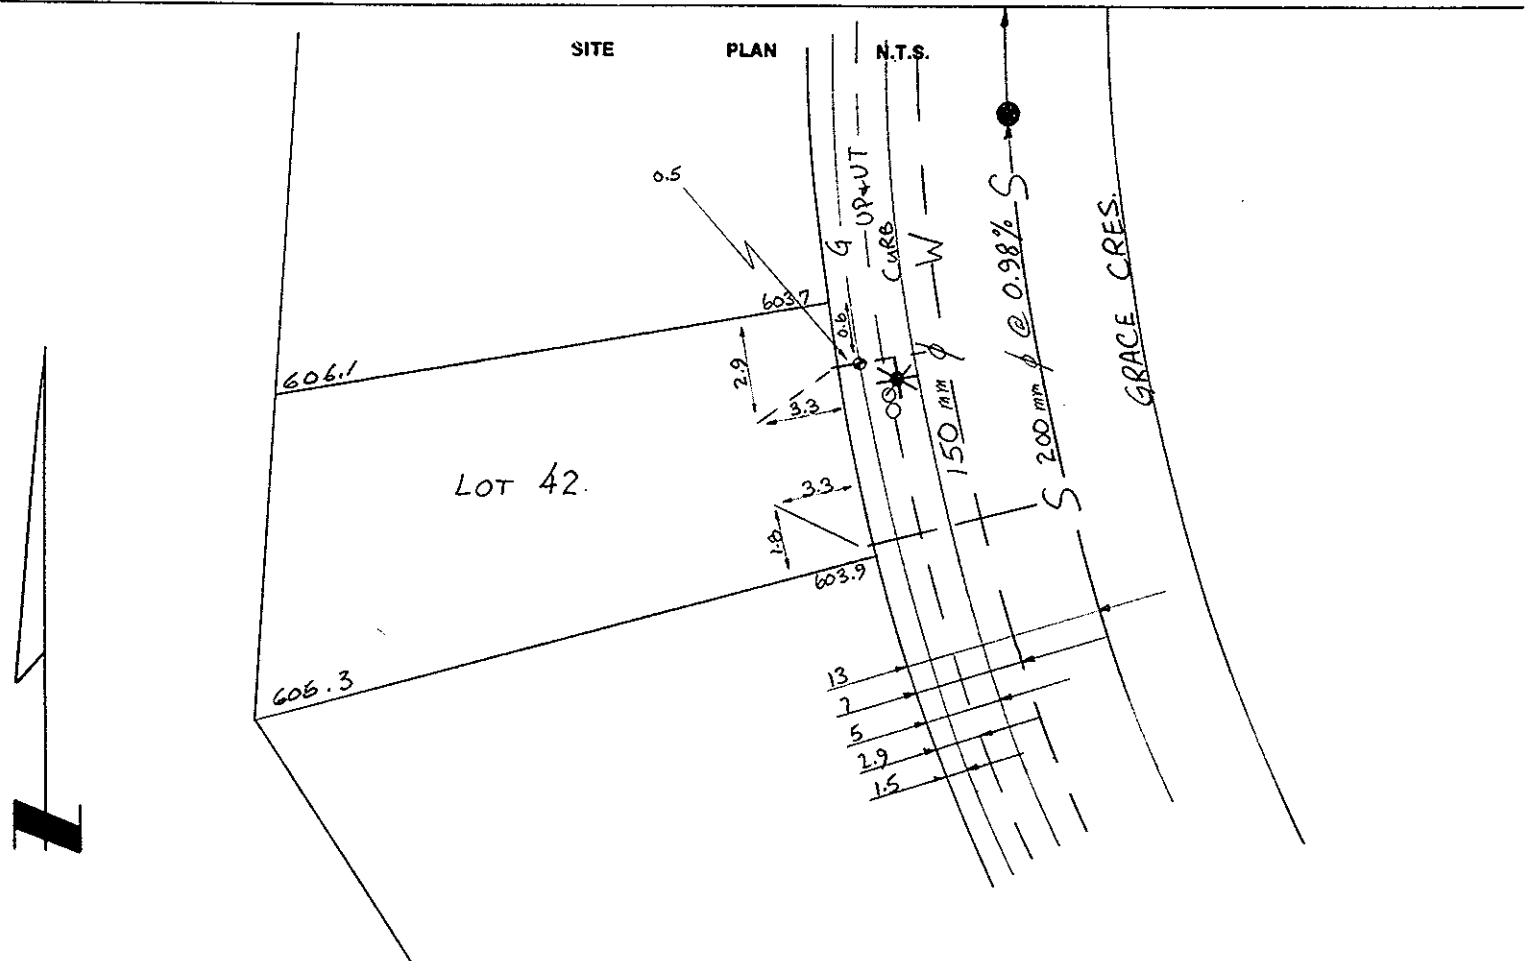 SITE PLAN N.T.S.
0.5
G
UP+UT
CURB
W
S
GRACE CRES.
200 mm ϕ @ 0.98%
150 mm ϕ
603.7
0.6
606.1
2.9
3.3
LOT 42.
3.3
1.8
S
603.9
605.3
13
7
5
2.9
1.5